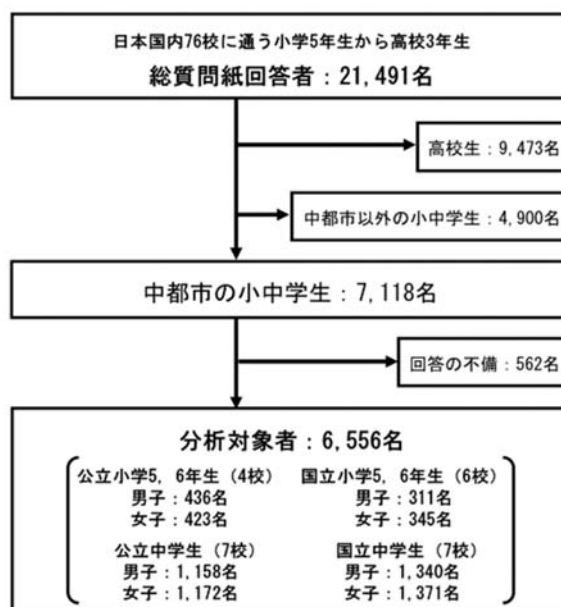 日本国内76校に通う小学5年生から高校3年生
総質問紙回答者：21,491名
高校生：9,473名
中都市以外の小中学生：4,900名
中都市の小中学生：7,118名
回答の不備：562名
分析対象者：6,556名
公立小学5，6年生（4校）
男子：436名
女子：423名
国立小学5，6年生（6校）
男子：311名
女子：345名
公立中学生（7校）
男子：1,158名
女子：1,172名
国立中学生（7校）
男子：1,340名
女子：1,371名